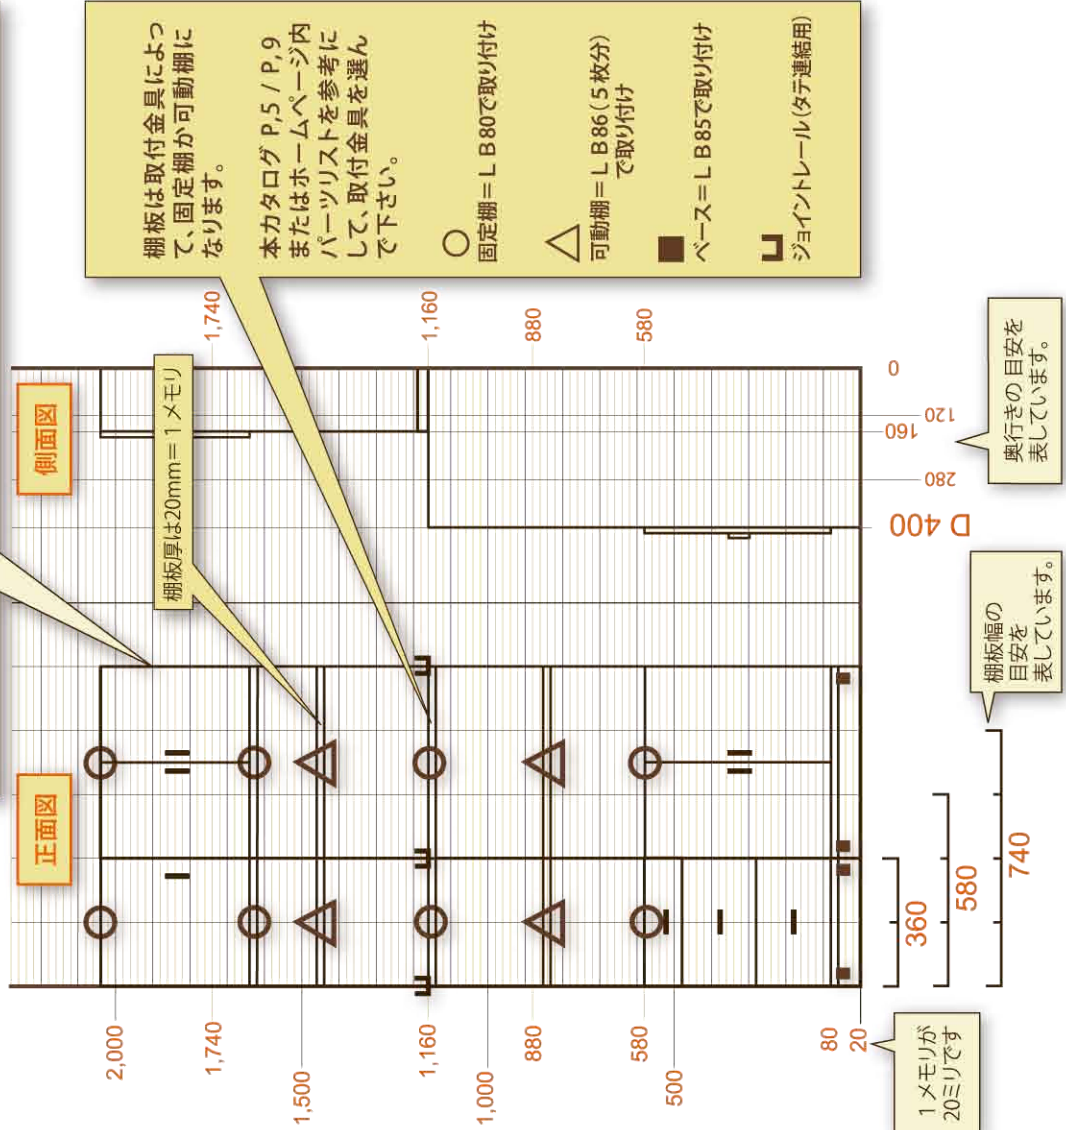 正面図
側面図
棚板厚は20mm=1メモリ
棚板は取付金具によっ
て、固定棚か可動棚に
なります。
本カタログ P,5 / P,9
またはホームページ内
パーツリストを参考に
して、取付金具を選ん
で下さい。
固定棚=LB80で取り付け
可動棚=LB86(5枚分)
で取り付け
ベース=LB85で取り付け
ジョイントレール(タテ連結用)
2,000
1,740
1,500
1,160
1,000
880
580
500
80
20
1,740
1,160
880
580
0
120
160
280
D 400
360
580
740
1メモリが
20ミリです
棚板幅の
目安を
表しています。
奥行きの目安を
表しています。